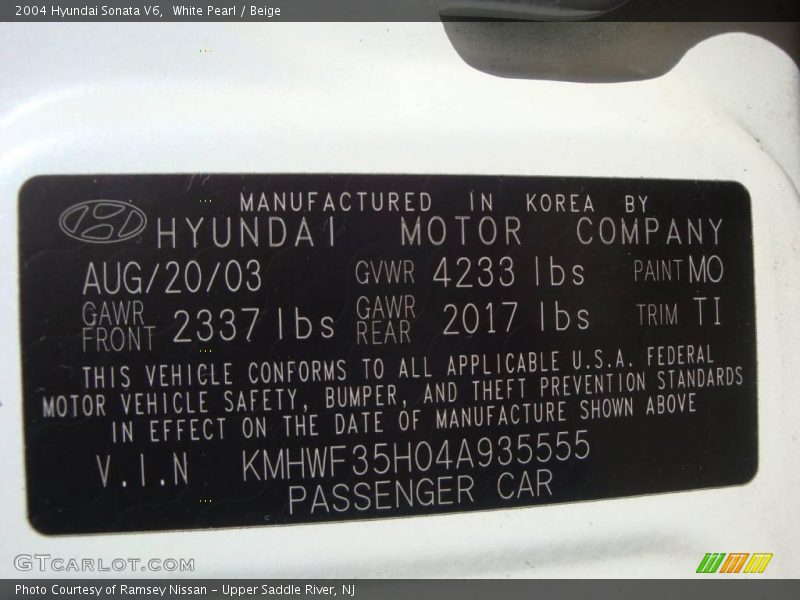 2004 Hyundai Sonata V6,  White Pearl / Beige
MANUFACTURED IN KOREA BY
HYUNDAI MOTOR COMPANY
AUG/20/03 GVWR 4233 lbs PAINT MO
GAWR FRONT 2337 lbs GAWR REAR 2017 lbs TRIM TI
THIS VEHICLE CONFORMS TO ALL APPLICABLE U.S.A. FEDERAL
MOTOR VEHICLE SAFETY, BUMPER, AND THEFT PREVENTION STANDARDS
IN EFFECT ON THE DATE OF MANUFACTURE SHOWN ABOVE
V.I.N KMHWF35H04A935555
PASSENGER CAR
GTCARLOT.COM
Photo Courtesy of Ramsey Nissan - Upper Saddle River, NJ